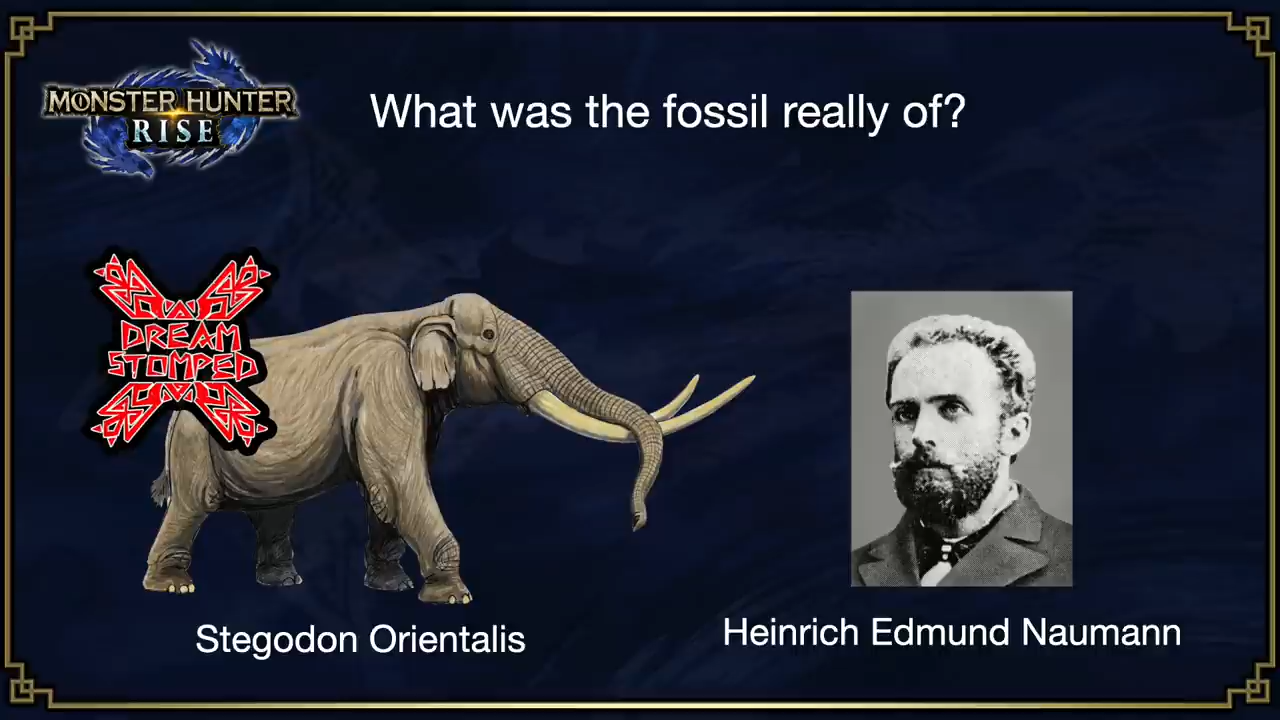 MONSTER HUNTER
RISE
What was the fossil really of?
DREAM
STOMPED
Stegodon Orientalis
Heinrich Edmund Naumann